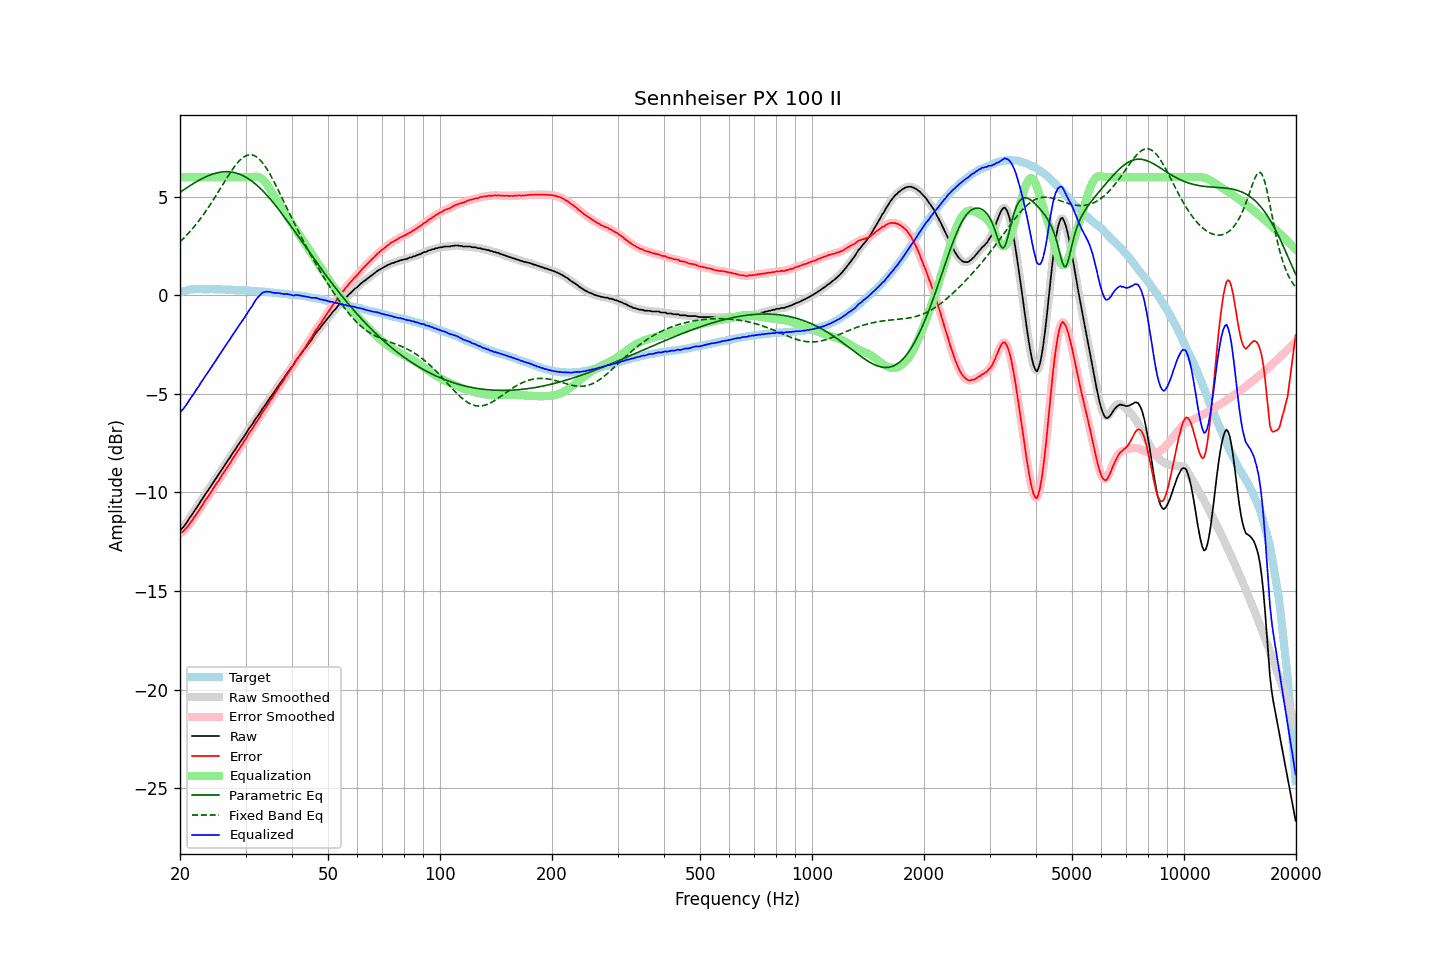 Sennheiser PX 100 II
Amplitude (dBr)
5
0
−5
−10
−15
−20
−25
Target
Raw Smoothed
Error Smoothed
Raw
Error
Equalization
Parametric Eq
Fixed Band Eq
Equalized
20 50 100 200 500 1000 2000 5000 10000 20000
Frequency (Hz)